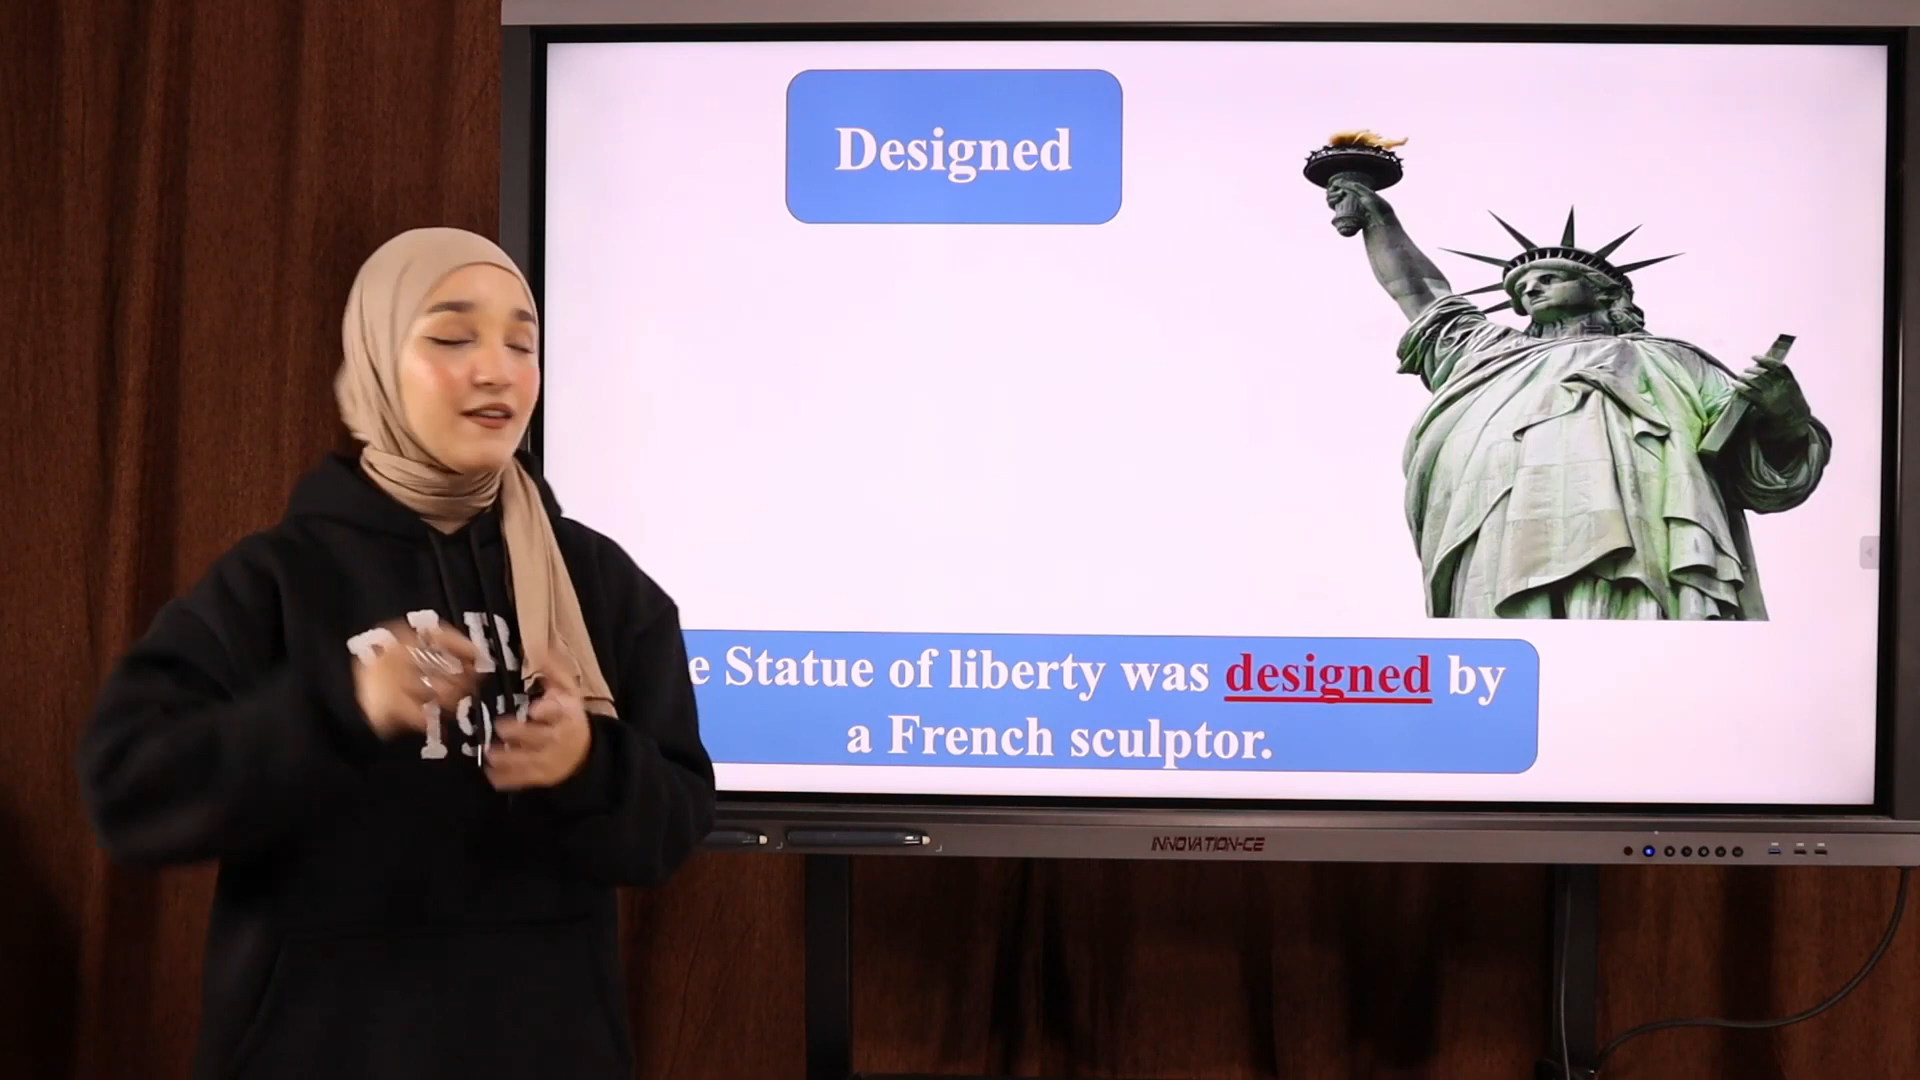 Designed
Statue of liberty was designed by
a French sculptor.
INNOVATION-CE